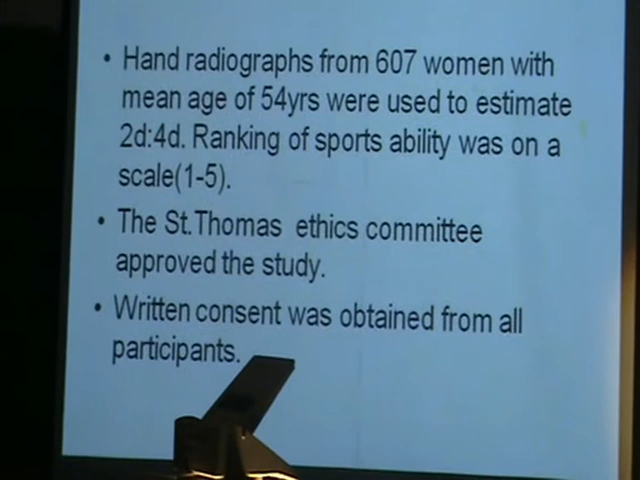 • Hand radiographs from 607 women with
mean age of 54yrs were used to estimate
2d:4d. Ranking of sports ability was on a
scale(1-5).
• The St.Thomas ethics committee
approved the study.
• Written consent was obtained from all
participants.